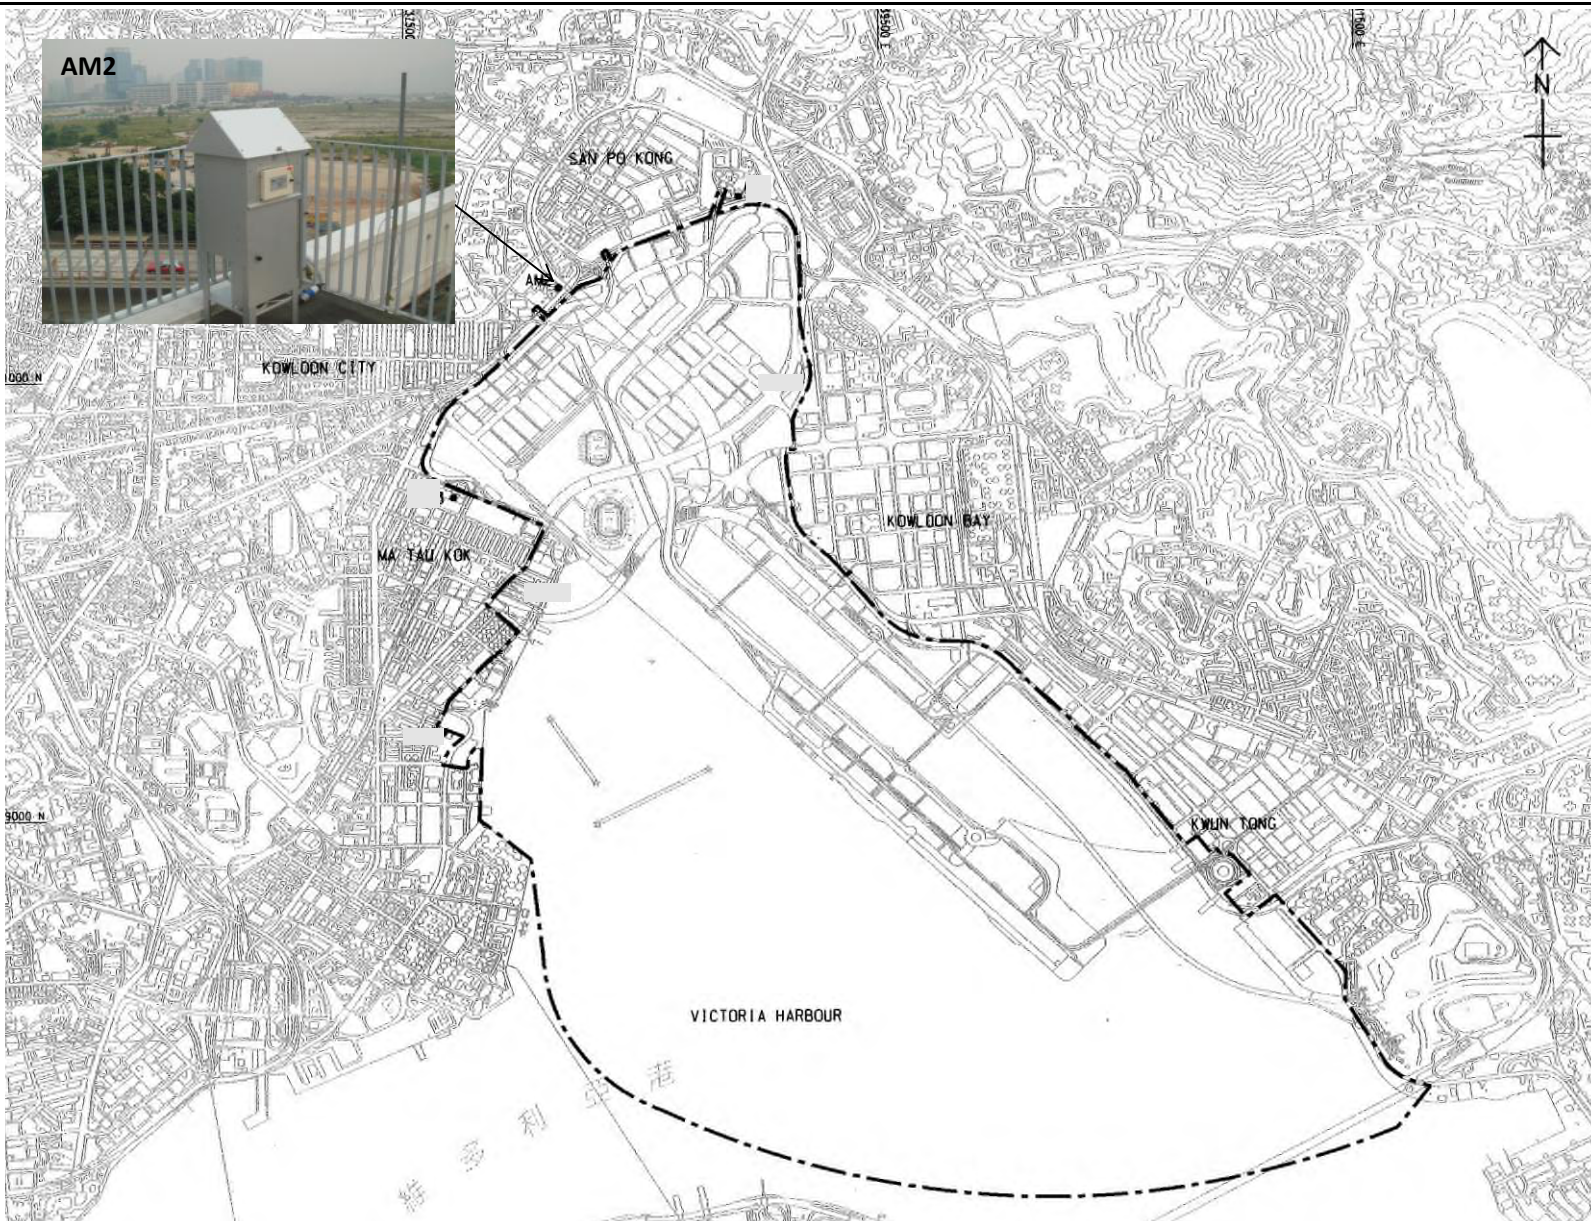 AM2
N
SAN PO KONG
KOWLOON CITY
KOWLOON BAY
MA TAU KOK
9000 N
KWUN TONG
VICTORIA HARBOUR
維多利亞港